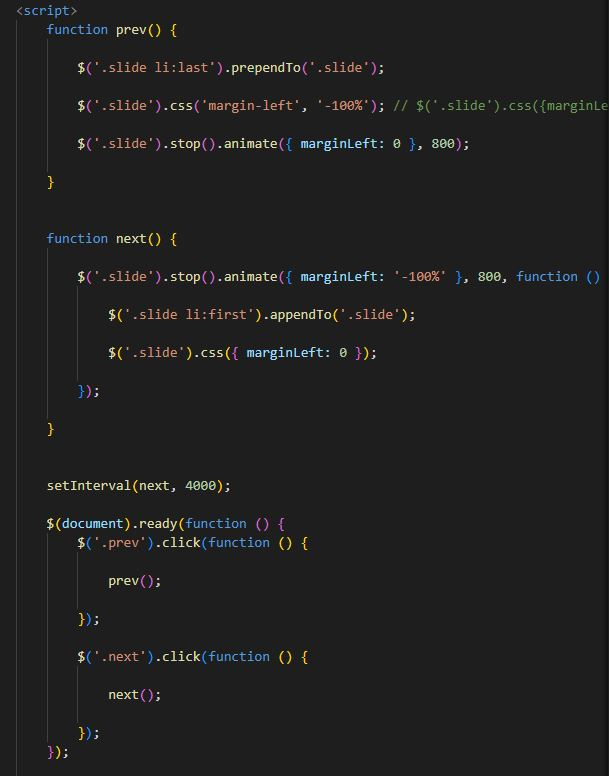 <script>
function prev() {
$('.slide li:last').prependTo('.slide');
$('.slide').css('margin-left', '-100%'); // $('.slide').css({marginLe
$('.slide').stop().animate({ marginLeft: 0 }, 800);
}
function next() {
$('.slide').stop().animate({ marginLeft: '-100%' }, 800, function ()
$('.slide li:first').appendTo('.slide');
$('.slide').css({ marginLeft: 0 });
});
}
setInterval(next, 4000);
$(document).ready(function () {
$('.prev').click(function () {
prev();
});
$('.next').click(function () {
next();
});
});